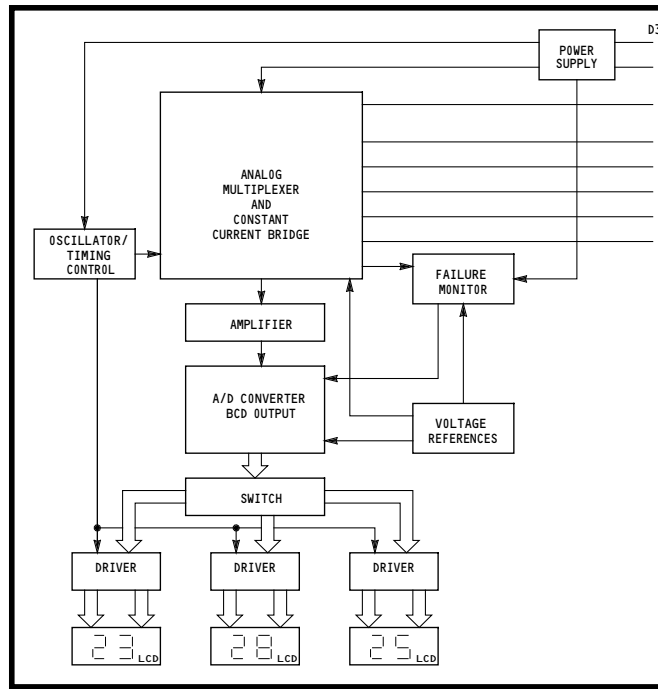 D3
POWER
SUPPLY
ANALOG
MULTIPLEXER
AND
CONSTANT
CURRENT BRIDGE
OSCILLATOR/
TIMING
CONTROL
FAILURE
MONITOR
AMPLIFIER
A/D CONVERTER
BCD OUTPUT
VOLTAGE
REFERENCES
SWITCH
DRIVER
DRIVER
DRIVER
23 LCD
28 LCD
25 LCD